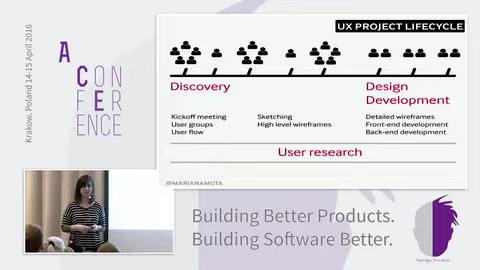 Krakow, Poland 14-15 April 2016
A
CON
FER
ENCE
UX PROJECT LIFECYCLE
Discovery
Design
Development
Kickoff meeting
User groups
User flow
Sketching
High level wireframes
Detailed wireframes
Front-end development
Back-end development
User research
@MARIANAMOTA
Building Better Products.
Building Software Better.